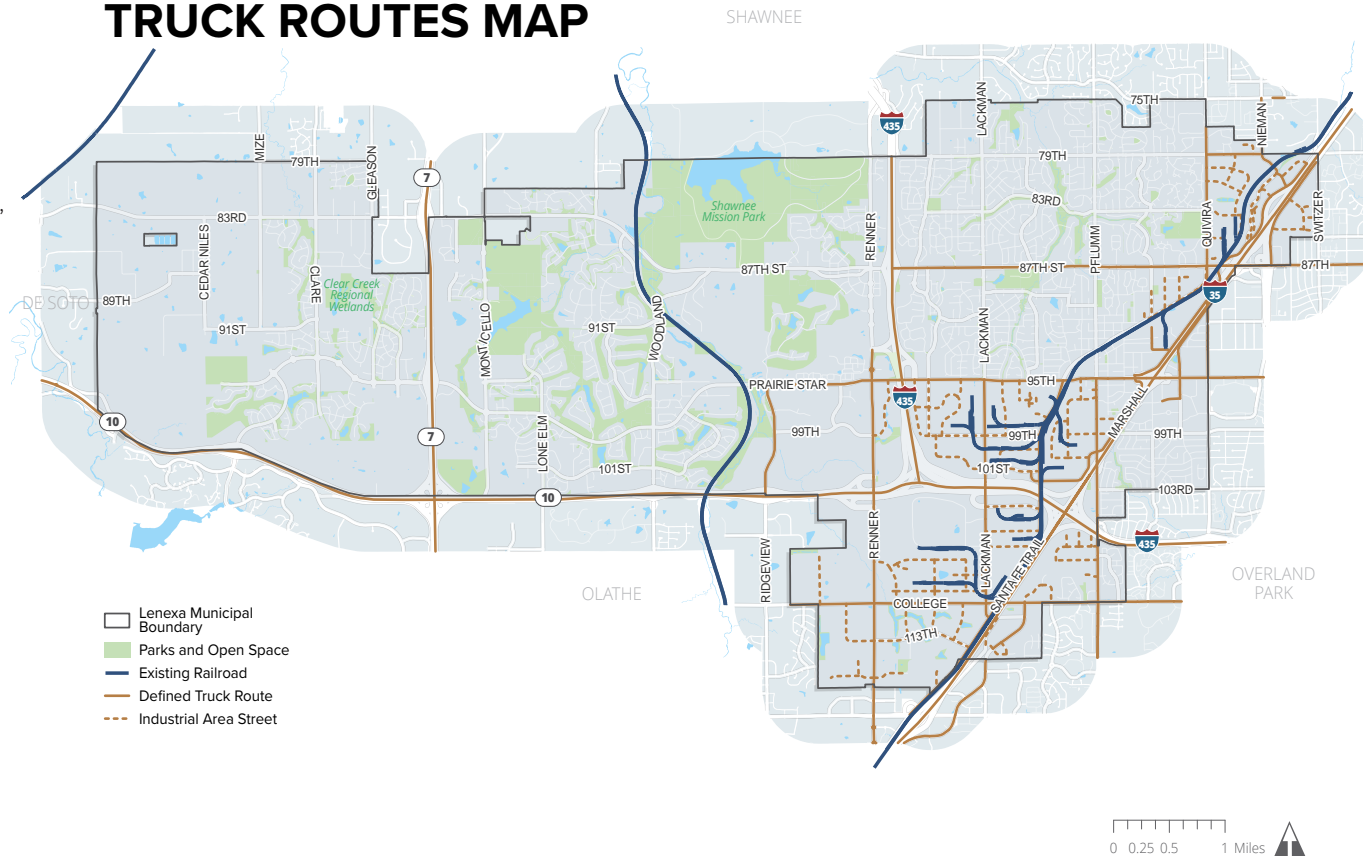 TRUCK ROUTES MAP
SHAWNEE
75TH
LACKMAN
435
NIEMAN
MIZE
79TH
GLEASON
7
79TH
83RD
83RD
Shawnee
Mission Park
RENNER
QUIVIRA
SWITZER
,
CEDAR NILES
CLARE
PFLUMM
87TH ST
87TH ST
87TH
DE SOTO
89TH
Clear Creek
Regional
Wetlands
35
91ST
MONTICELLO
91ST
WOODLAND
LACKMAN
PRAIRIE STAR
95TH
435
MARSHALL
10
7
LONE ELM
99TH
99TH
99TH
101ST
101ST
10
103RD
RENNER
435
RIDGEVIEW
LACKMAN
SANTA FE TRAIL
OLATHE
OVERLAND
PARK
COLLEGE
113TH
Lenexa Municipal
Boundary
Parks and Open Space
Existing Railroad
Defined Truck Route
Industrial Area Street
0 0.25 0.5 1 Miles